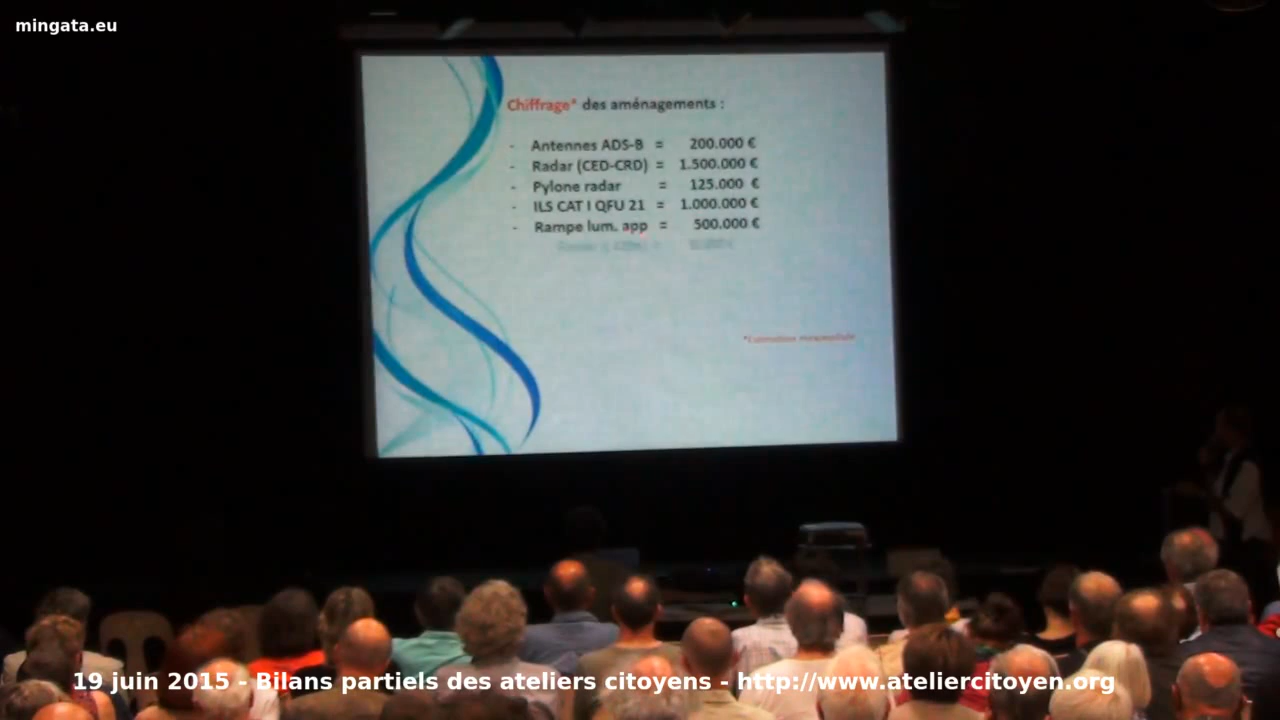 mingata.eu
Chiffrage* des aménagements :
- Antennes ADS-B = 200.000 €
- Radar (CED-CRD) = 1.500.000 €
- Pylone radar = 125.000 €
- ILS CAT I QFU 21 = 1.000.000 €
- Rampe lum. app = 500.000 €
19 juin 2015 - Bilans partiels des ateliers citoyens - http://www.ateliercitoyen.org